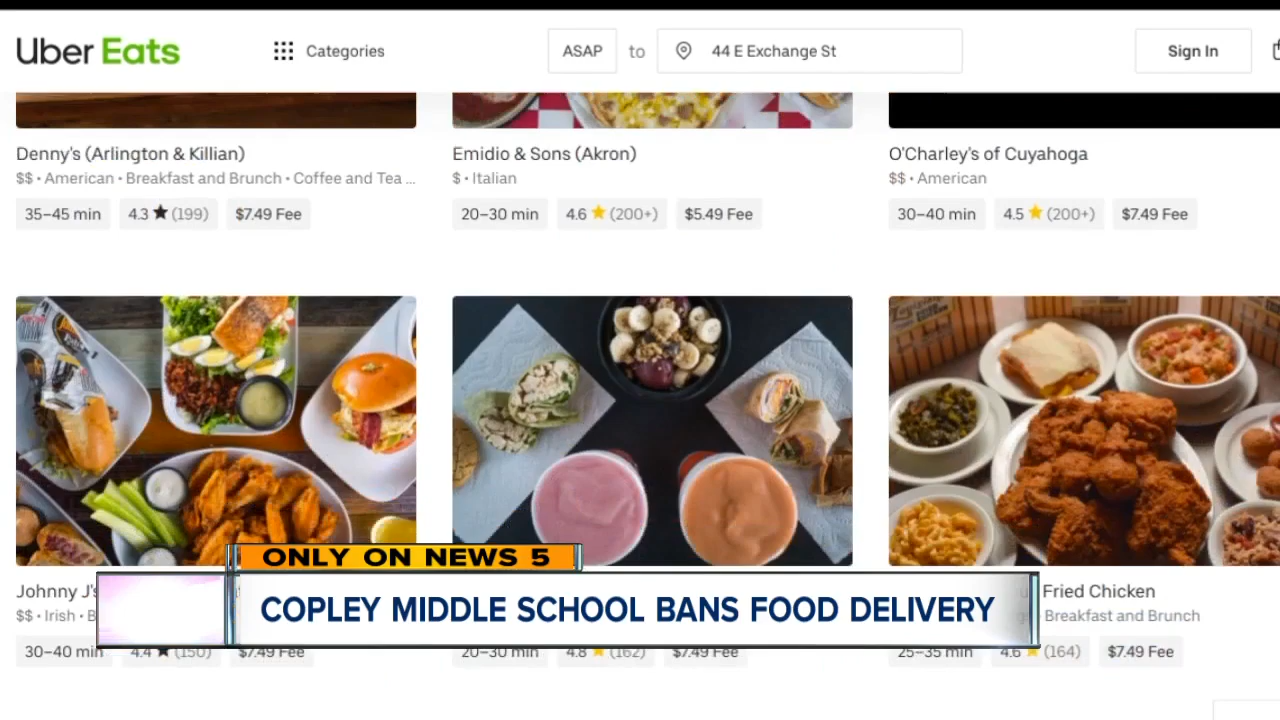 Uber Eats
Categories
ASAP to 44 E Exchange St
Sign In
Denny's (Arlington & Killian)
$$ • American • Breakfast and Brunch • Coffee and Tea ...
35–45 min 4.3 ★ (199) $7.49 Fee
Emidio & Sons (Akron)
$ • Italian
20–30 min 4.6 ★ (200+) $5.49 Fee
O'Charley's of Cuyahoga
$$ • American
30–40 min 4.5 ★ (200+) $7.49 Fee
ONLY ON NEWS 5
COPLEY MIDDLE SCHOOL BANS FOOD DELIVERY
Johnny J's
$$ • Irish • B
30–40 min 4.4 ★ (150) $7.49 Fee
20–30 min 4.8 ★ (162) $7.49 Fee
Fried Chicken
Breakfast and Brunch
25–35 min 4.6 ★ (164) $7.49 Fee